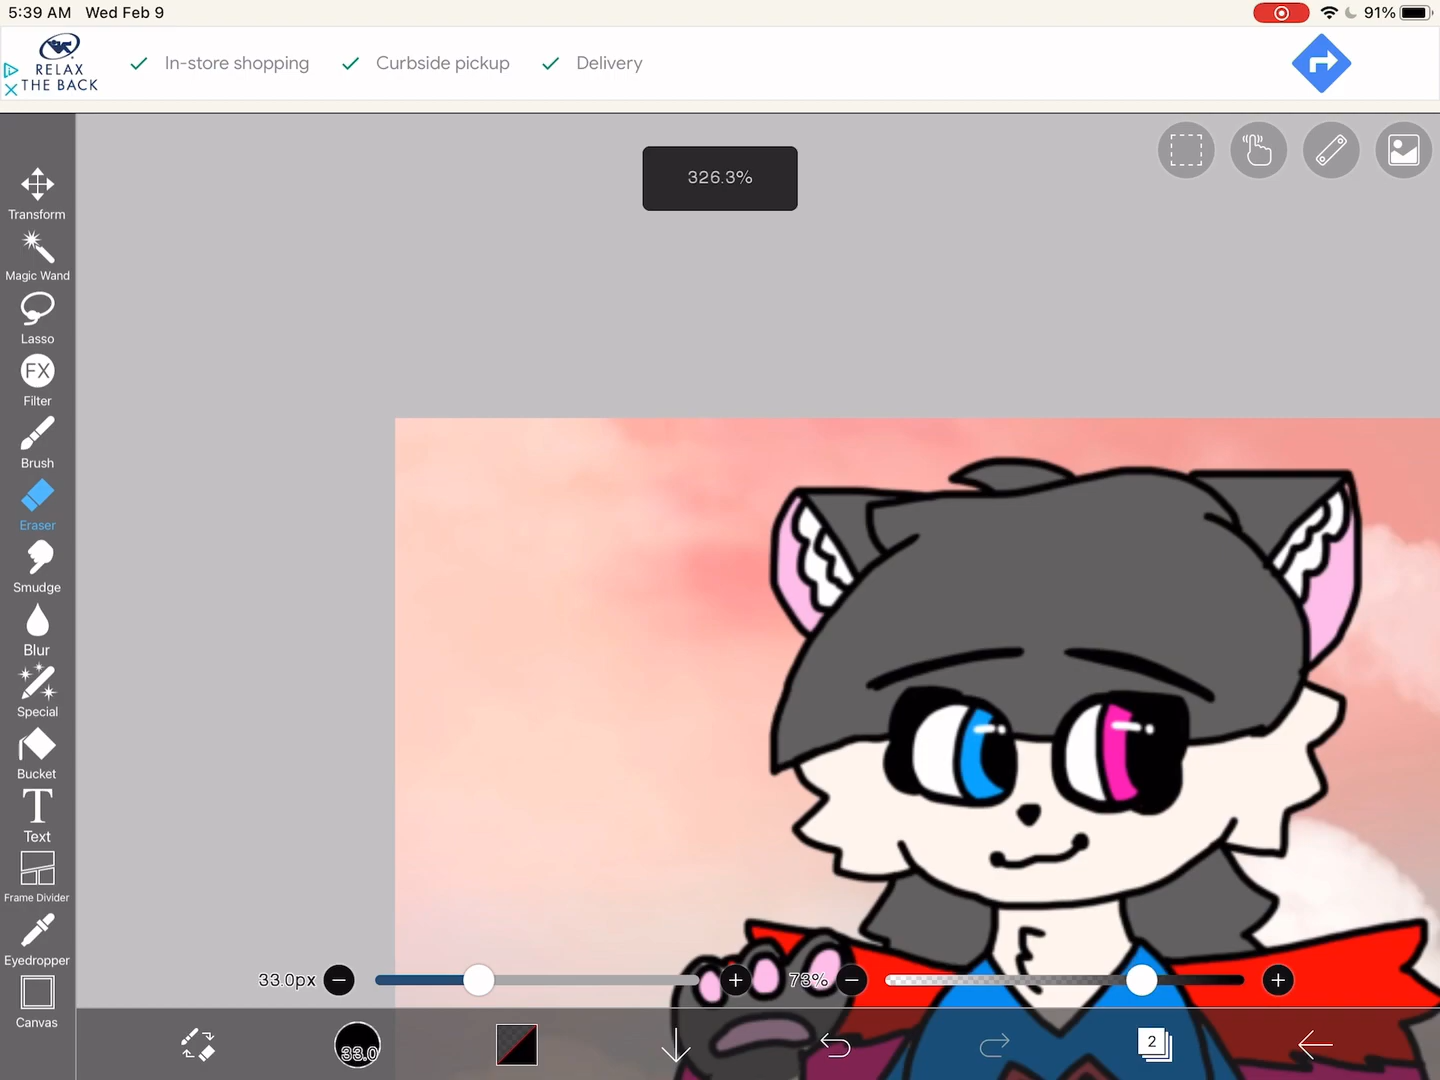 5:39 AM Wed Feb 9
91%
RELAX
THE BACK
In-store shopping
Curbside pickup
Delivery
326.3%
Transform
Magic Wand
Lasso
FX
Filter
Brush
Eraser
Smudge
Blur
Special
Bucket
T
Text
Frame Divider
Eyedropper
Canvas
33.0px
73%
33.0
2